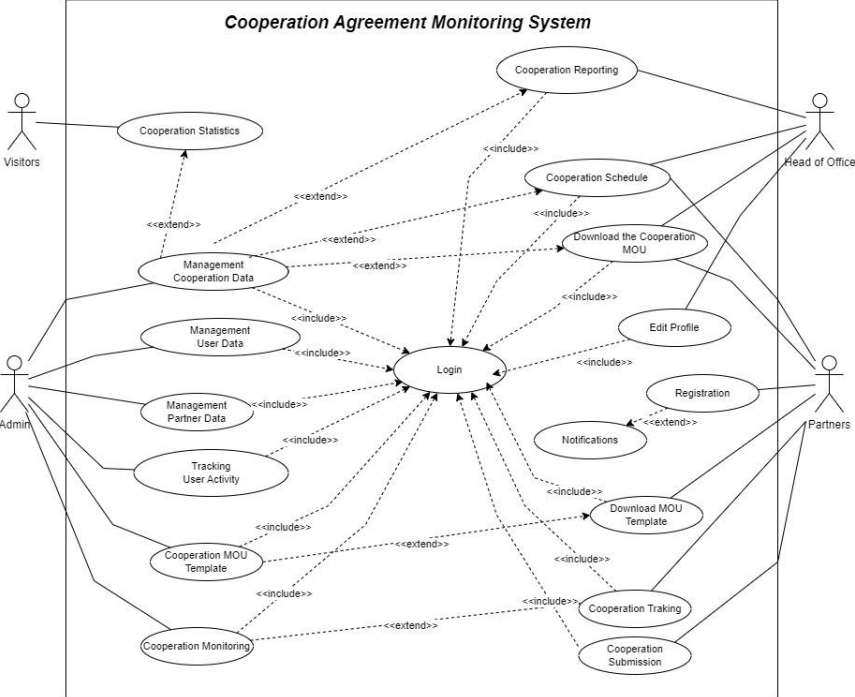 Cooperation Agreement Monitoring System
Cooperation Reporting
Visitors
Cooperation Statistics
Head of Office
<<include>>
Cooperation Schedule
<<extend>>
<<include>>
<<extend>>
Download the Cooperation
MOU
<<extend>>
Management
Cooperation Data
<<extend>>
<<include>>
<<include>>
Management
User Data
Edit Profile
<<include>>
<<include>>
Login
Registration
Management
Partner Data
<<include>>
<<extend>>
Admin
Partners
Notifications
<<include>>
Tracking
User Activity
<<include>>
Download MOU
Template
<<include>>
<<extend>>
Cooperation MOU
Template
<<include>>
<<include>>
<<include>>
Cooperation Traking
<<extend>>
Cooperation Monitoring
Cooperation
Submission